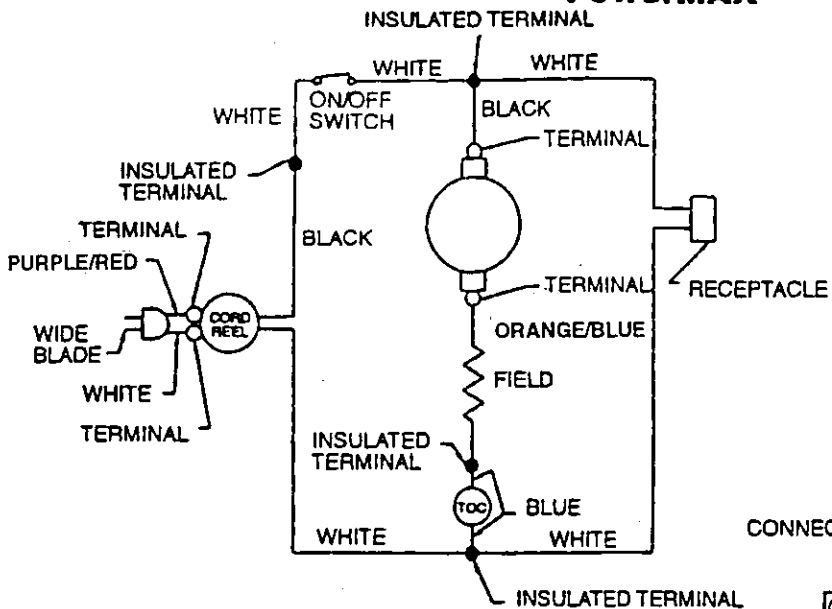 INSULATED TERMINAL
WHITE
WHITE
WHITE
ON/OFF
SWITCH
BLACK
TERMINAL
INSULATED
TERMINAL
TERMINAL
BLACK
PURPLE/RED
TERMINAL
RECEPTACLE
CORD
REEL
WIDE
BLADE
ORANGE/BLUE
WHITE
FIELD
TERMINAL
INSULATED
TERMINAL
TOC
BLUE
WHITE
WHITE
CONNEC
INSULATED TERMINAL